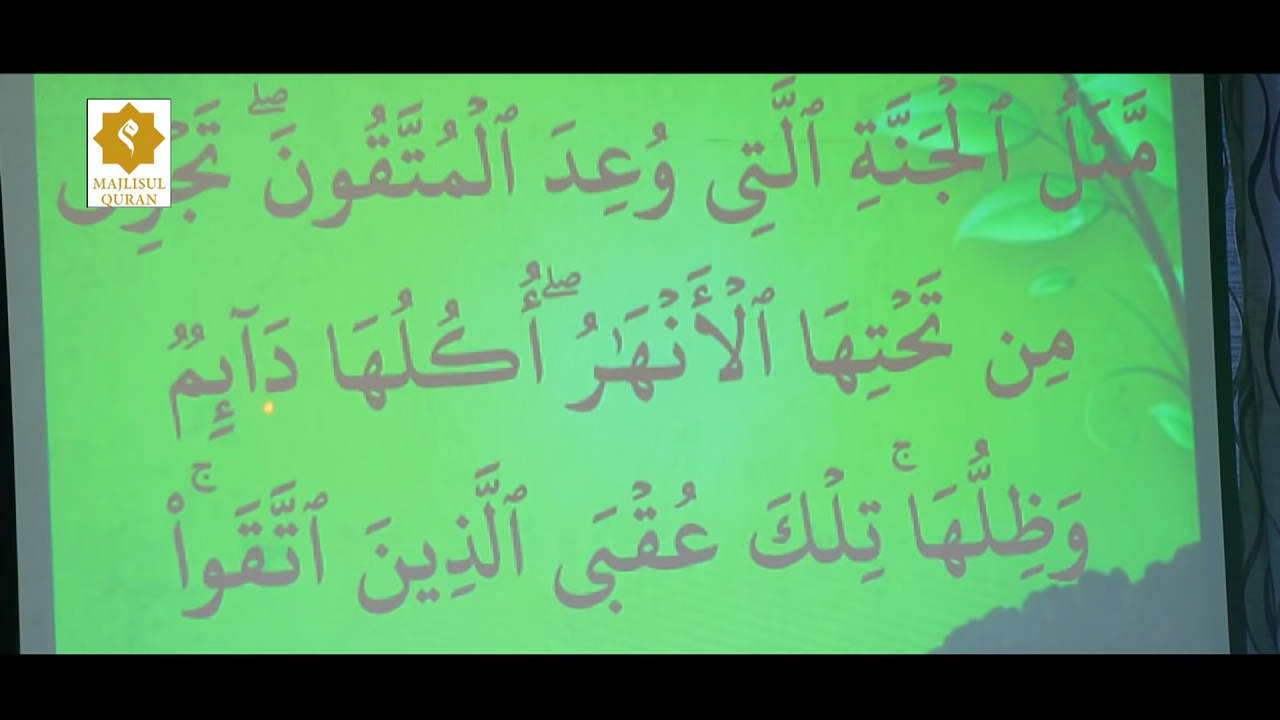 مَّثَلُ ٱلْجَنَّةِ ٱلَّتِى وُعِدَ ٱلْمُتَّقُونَ ۖ تَجْرِى
مِن تَحْتِهَا ٱلْأَنْهَٰرُ ۖ أُكُلُهَا دَآئِمٌ
وَظِلُّهَا ۚ تِلْكَ عُقْبَى ٱلَّذِينَ ٱتَّقَوا۟ ۚ
MAJLISUL
QURAN